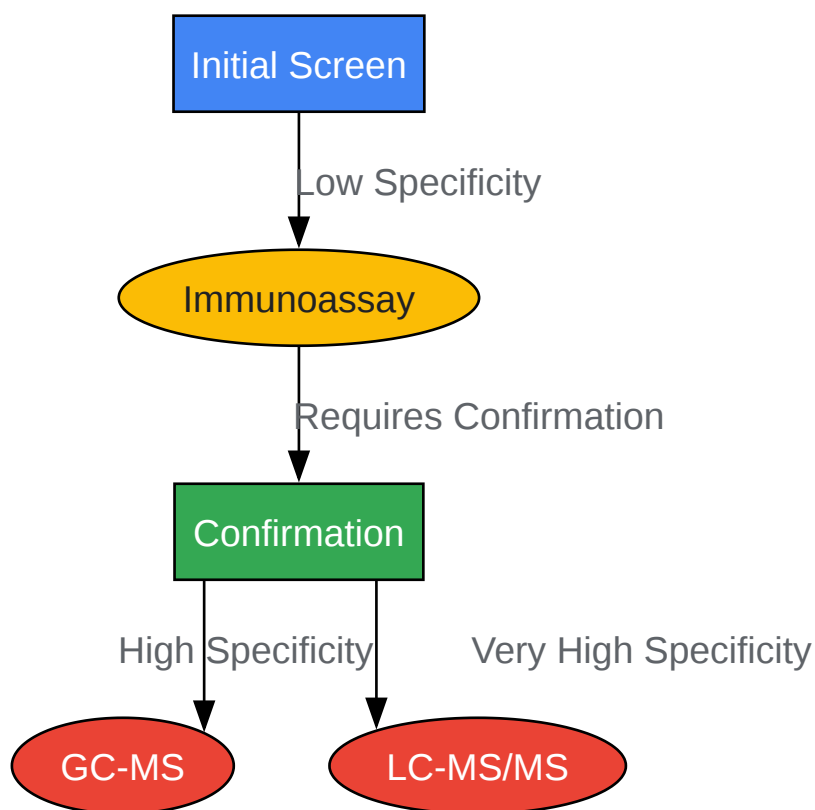 Initial Screen
Low Specificity
Immunoassay
Requires Confirmation
Confirmation
High Specificity
Very High Specificity
GC-MS
LC-MS/MS